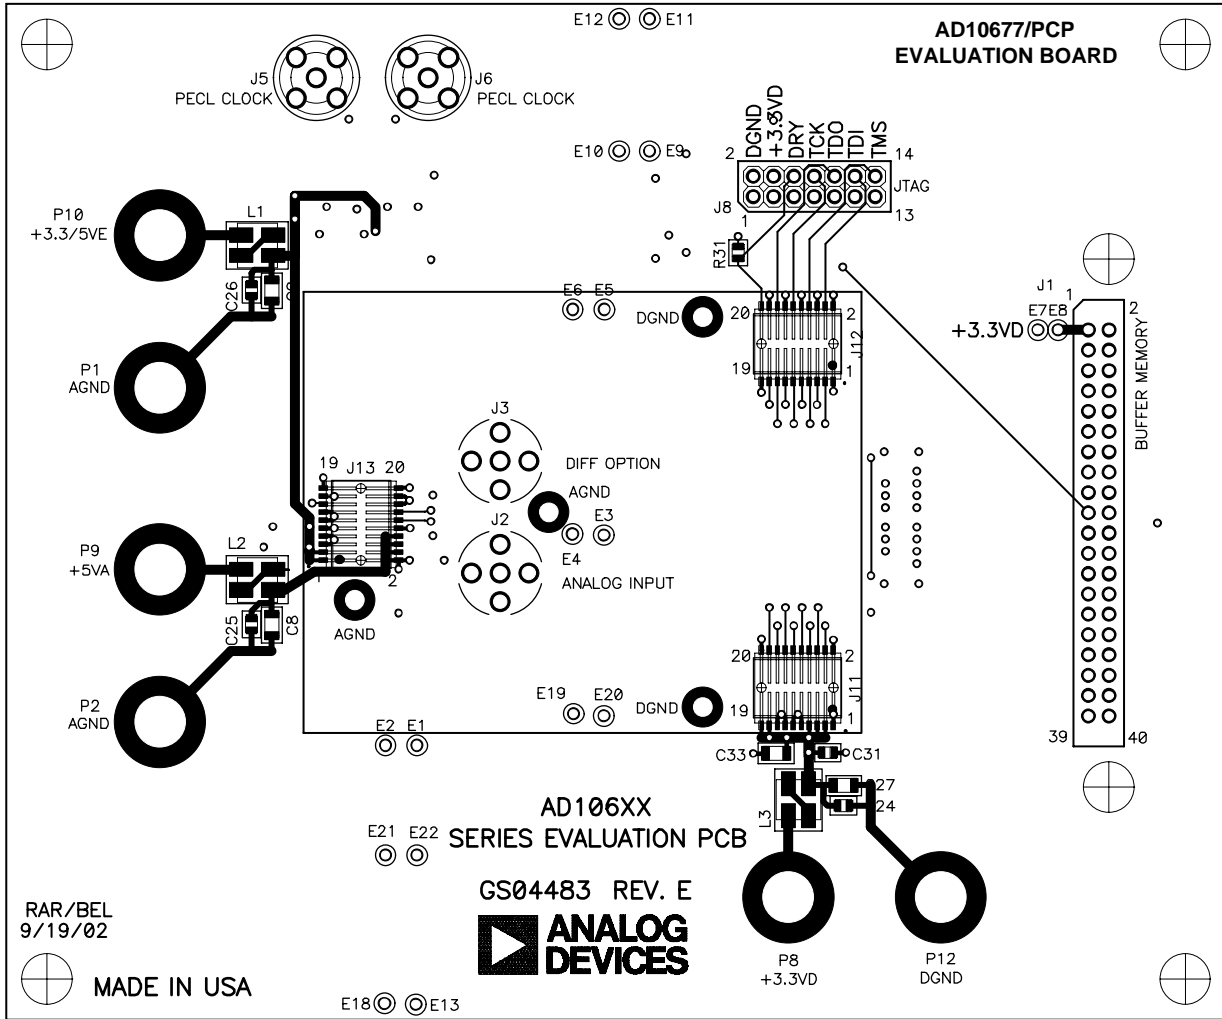 E12 E11
AD10677/PCP
EVALUATION BOARD
J5
PECL CLOCK
J6
PECL CLOCK
DGND
+3.3VD
DRY
TCK
TDO
TDI
TMS
E10 E9
2 14
JTAG
J8
1 13
P10
+3.3/5VE
L1
R31
C26
E6 E5
DGND
20 2
J12
19 1
J1
1 2
E7E8
+3.3VD
BUFFER MEMORY
P1
AGND
J3
DIFF OPTION
19 J13 20
AGND
J2
E3
E4
ANALOG INPUT
P9
+5VA
L2
1 2
C25
C8
AGND
P2
AGND
20 2
J11
19 1
E19 E20
DGND
E2 E1
C33 C31
39 40
27
24
L3
AD106XX
SERIES EVALUATION PCB
E21 E22
GS04483 REV. E
ANALOG
DEVICES
RAR/BEL
9/19/02
P8
+3.3VD
P12
DGND
MADE IN USA
E18 E13